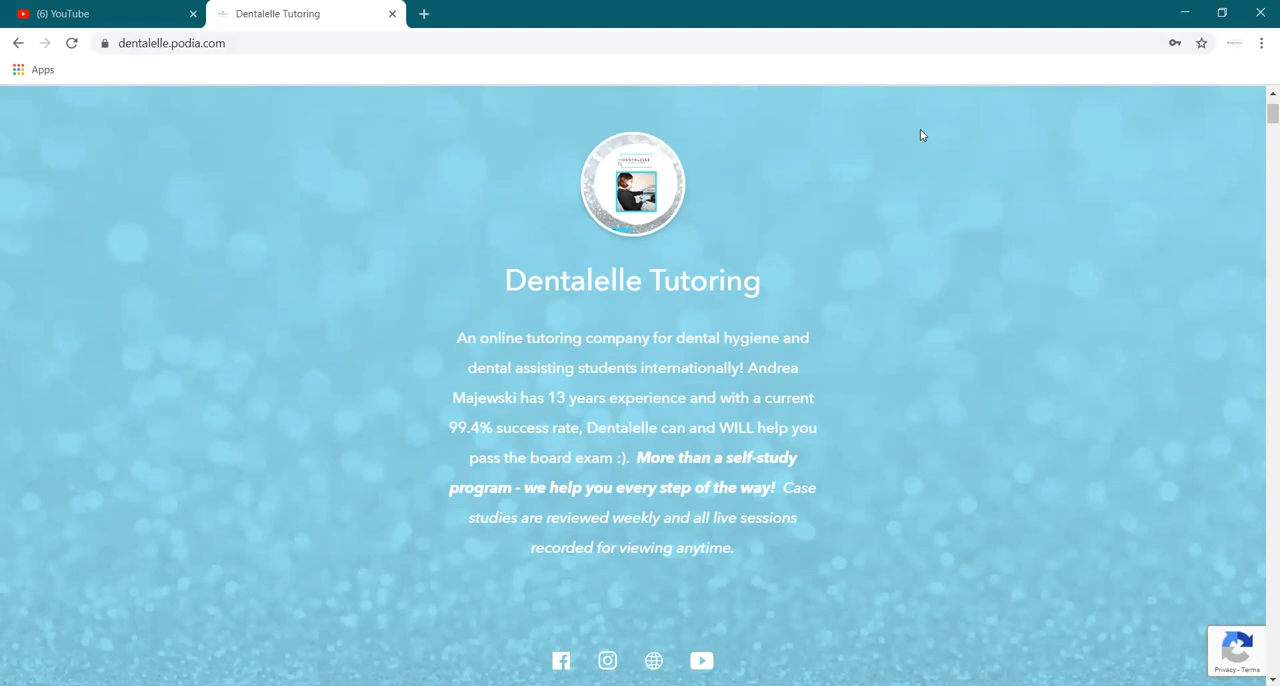 (6) YouTube
Dentalelle Tutoring
dentalelle.podia.com
Apps
DENTALELLE
Dentalelle Tutoring
An online tutoring company for dental hygiene and
dental assisting students internationally! Andrea
Majewski has 13 years experience and with a current
99.4% success rate, Dentalelle can and WILL help you
pass the board exam :). More than a self-study
program - we help you every step of the way! Case
studies are reviewed weekly and all live sessions
recorded for viewing anytime.
Privacy - Terms